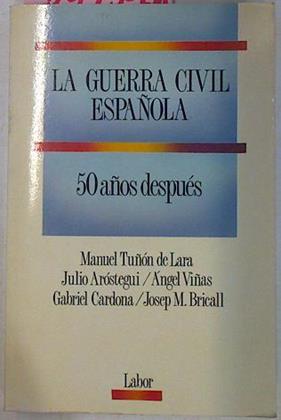 LA GUERRA CIVIL
ESPAÑOLA
50 años después
Manuel Tuñón de Lara
Julio Aróstegui / Ángel Viñas
Gabriel Cardona / Josep M. Bricall
Labor